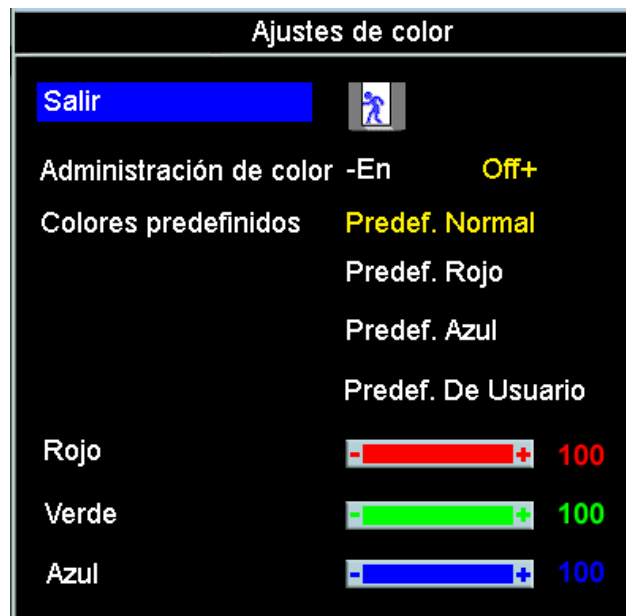 Ajustes de color
Salir
Administración de color -En Off+
Colores predefinidos Predef. Normal
Predef. Rojo
Predef. Azul
Predef. De Usuario
Rojo - + 100
Verde - + 100
Azul - + 100